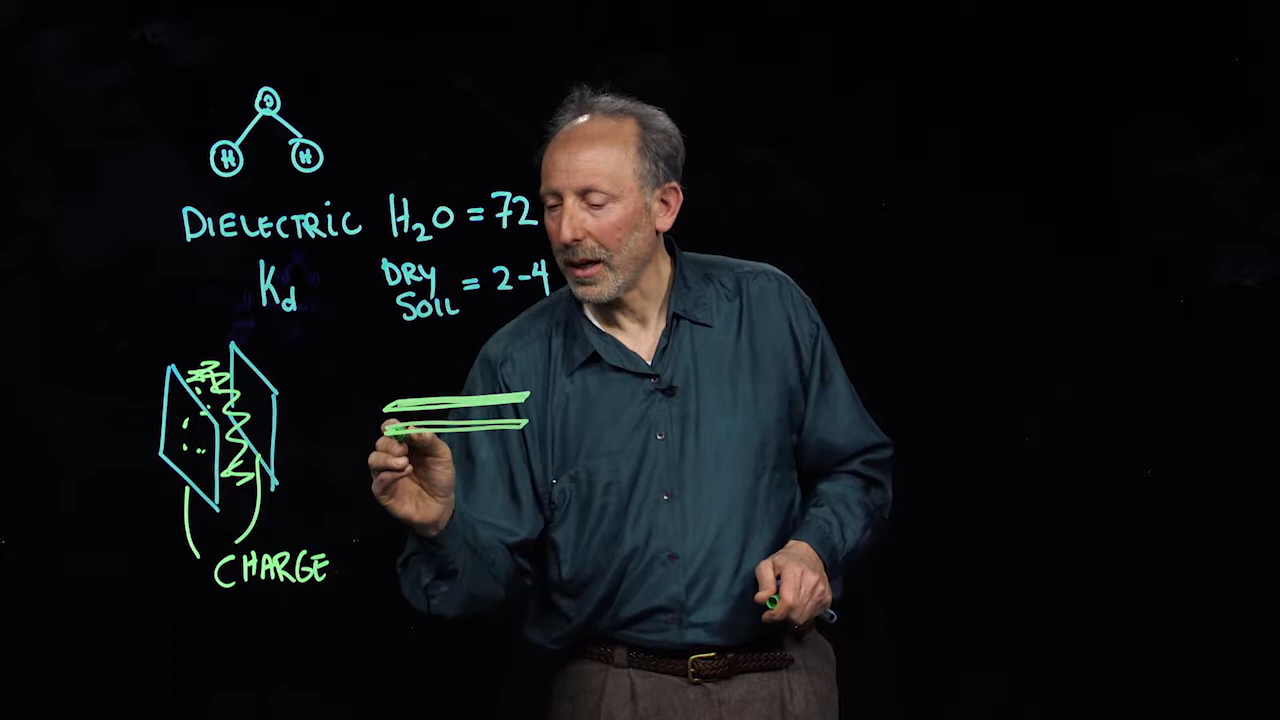 O
H H
DIELECTRIC H₂O = 72
Kd DRY SOIL = 2-4
CHARGE